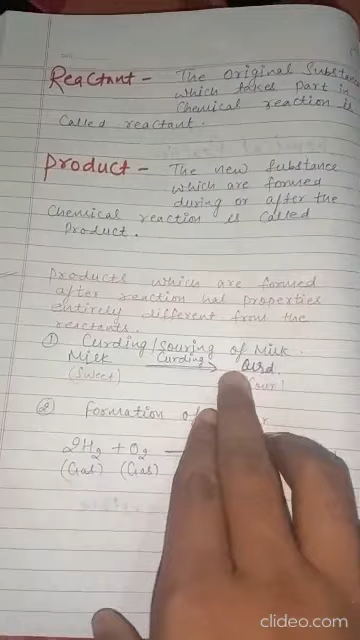 Reactant - The original Substance
which takes part in
Chemical reaction is
Called reactant.
Product - The new Substance
which are formed
during or after the
Chemical reaction is called
Product.
Products which are formed
after reaction has properties
entirely different from the
reactants.
① Curding/Souring of Milk.
Milk Curding Curd
(Sweet) Sour)
② Formation of
2H2 + O2
(Gas) (Gas)
clideo.com